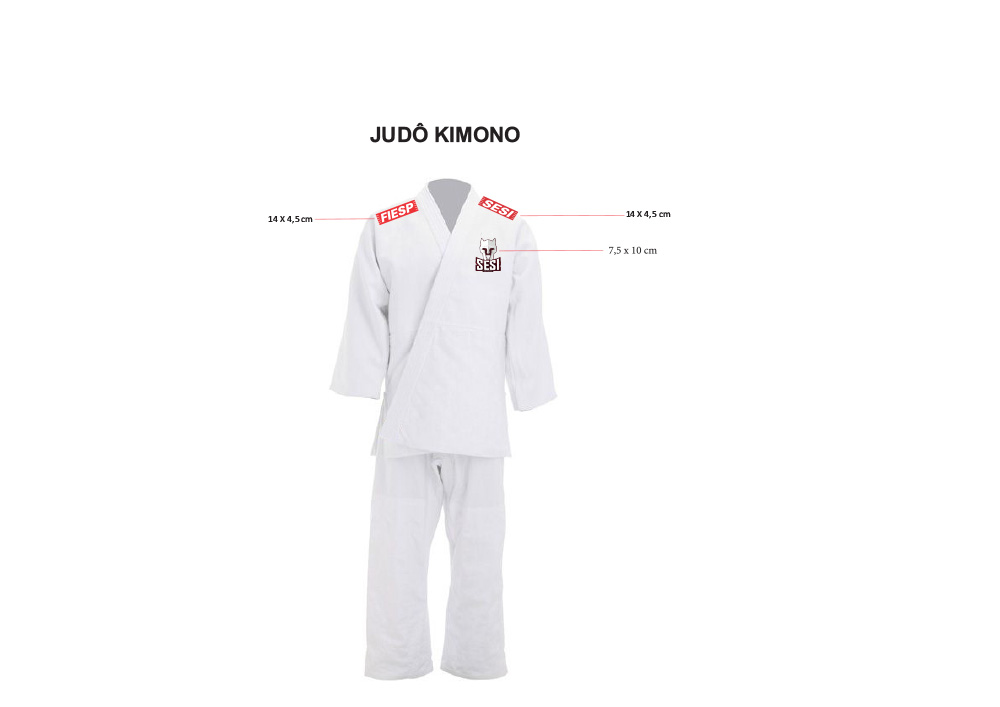 JUDÔ KIMONO
FIESP
SESI
14 X 4,5 cm
14 X 4,5 cm
7,5 x 10 cm
SESI